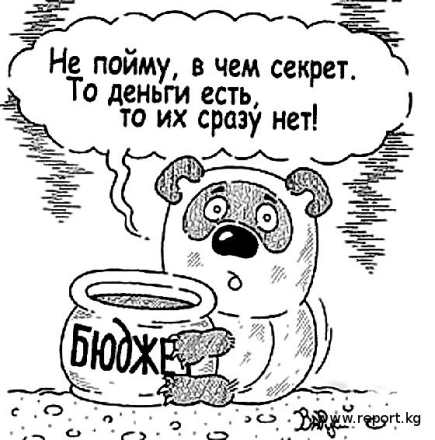 Не пойму, в чем секрет.
То деньги есть,
то их сразу нет!
БЮДЖЕ
www.report.kg